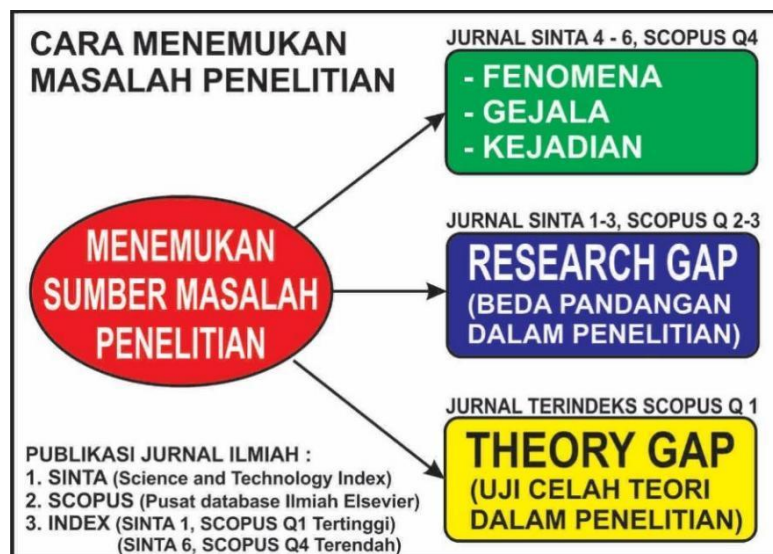 CARA MENEMUKAN
MASALAH PENELITIAN
JURNAL SINTA 4 - 6, SCOPUS Q4
- FENOMENA
- GEJALA
- KEJADIAN
MENEMUKAN
SUMBER MASALAH
PENELITIAN
JURNAL SINTA 1-3, SCOPUS Q 2-3
RESEARCH GAP
(BEDA PANDANGAN
DALAM PENELITIAN)
JURNAL TERINDEKS SCOPUS Q 1
THEORY GAP
(UJI CELAH TEORI
DALAM PENELITIAN)
PUBLIKASI JURNAL ILMIAH :
1. SINTA (Science and Technology Index)
2. SCOPUS (Pusat database Ilmiah Elsevier)
3. INDEX (SINTA 1, SCOPUS Q1 Tertinggi)
(SINTA 6, SCOPUS Q4 Terendah)